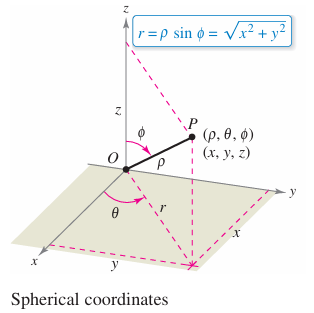 z
r = ρ sin ϕ = √x² + y²
z
ϕ
P
(ρ, θ, ϕ)
(x, y, z)
O
ρ
y
θ
r
x
x
y
Spherical coordinates